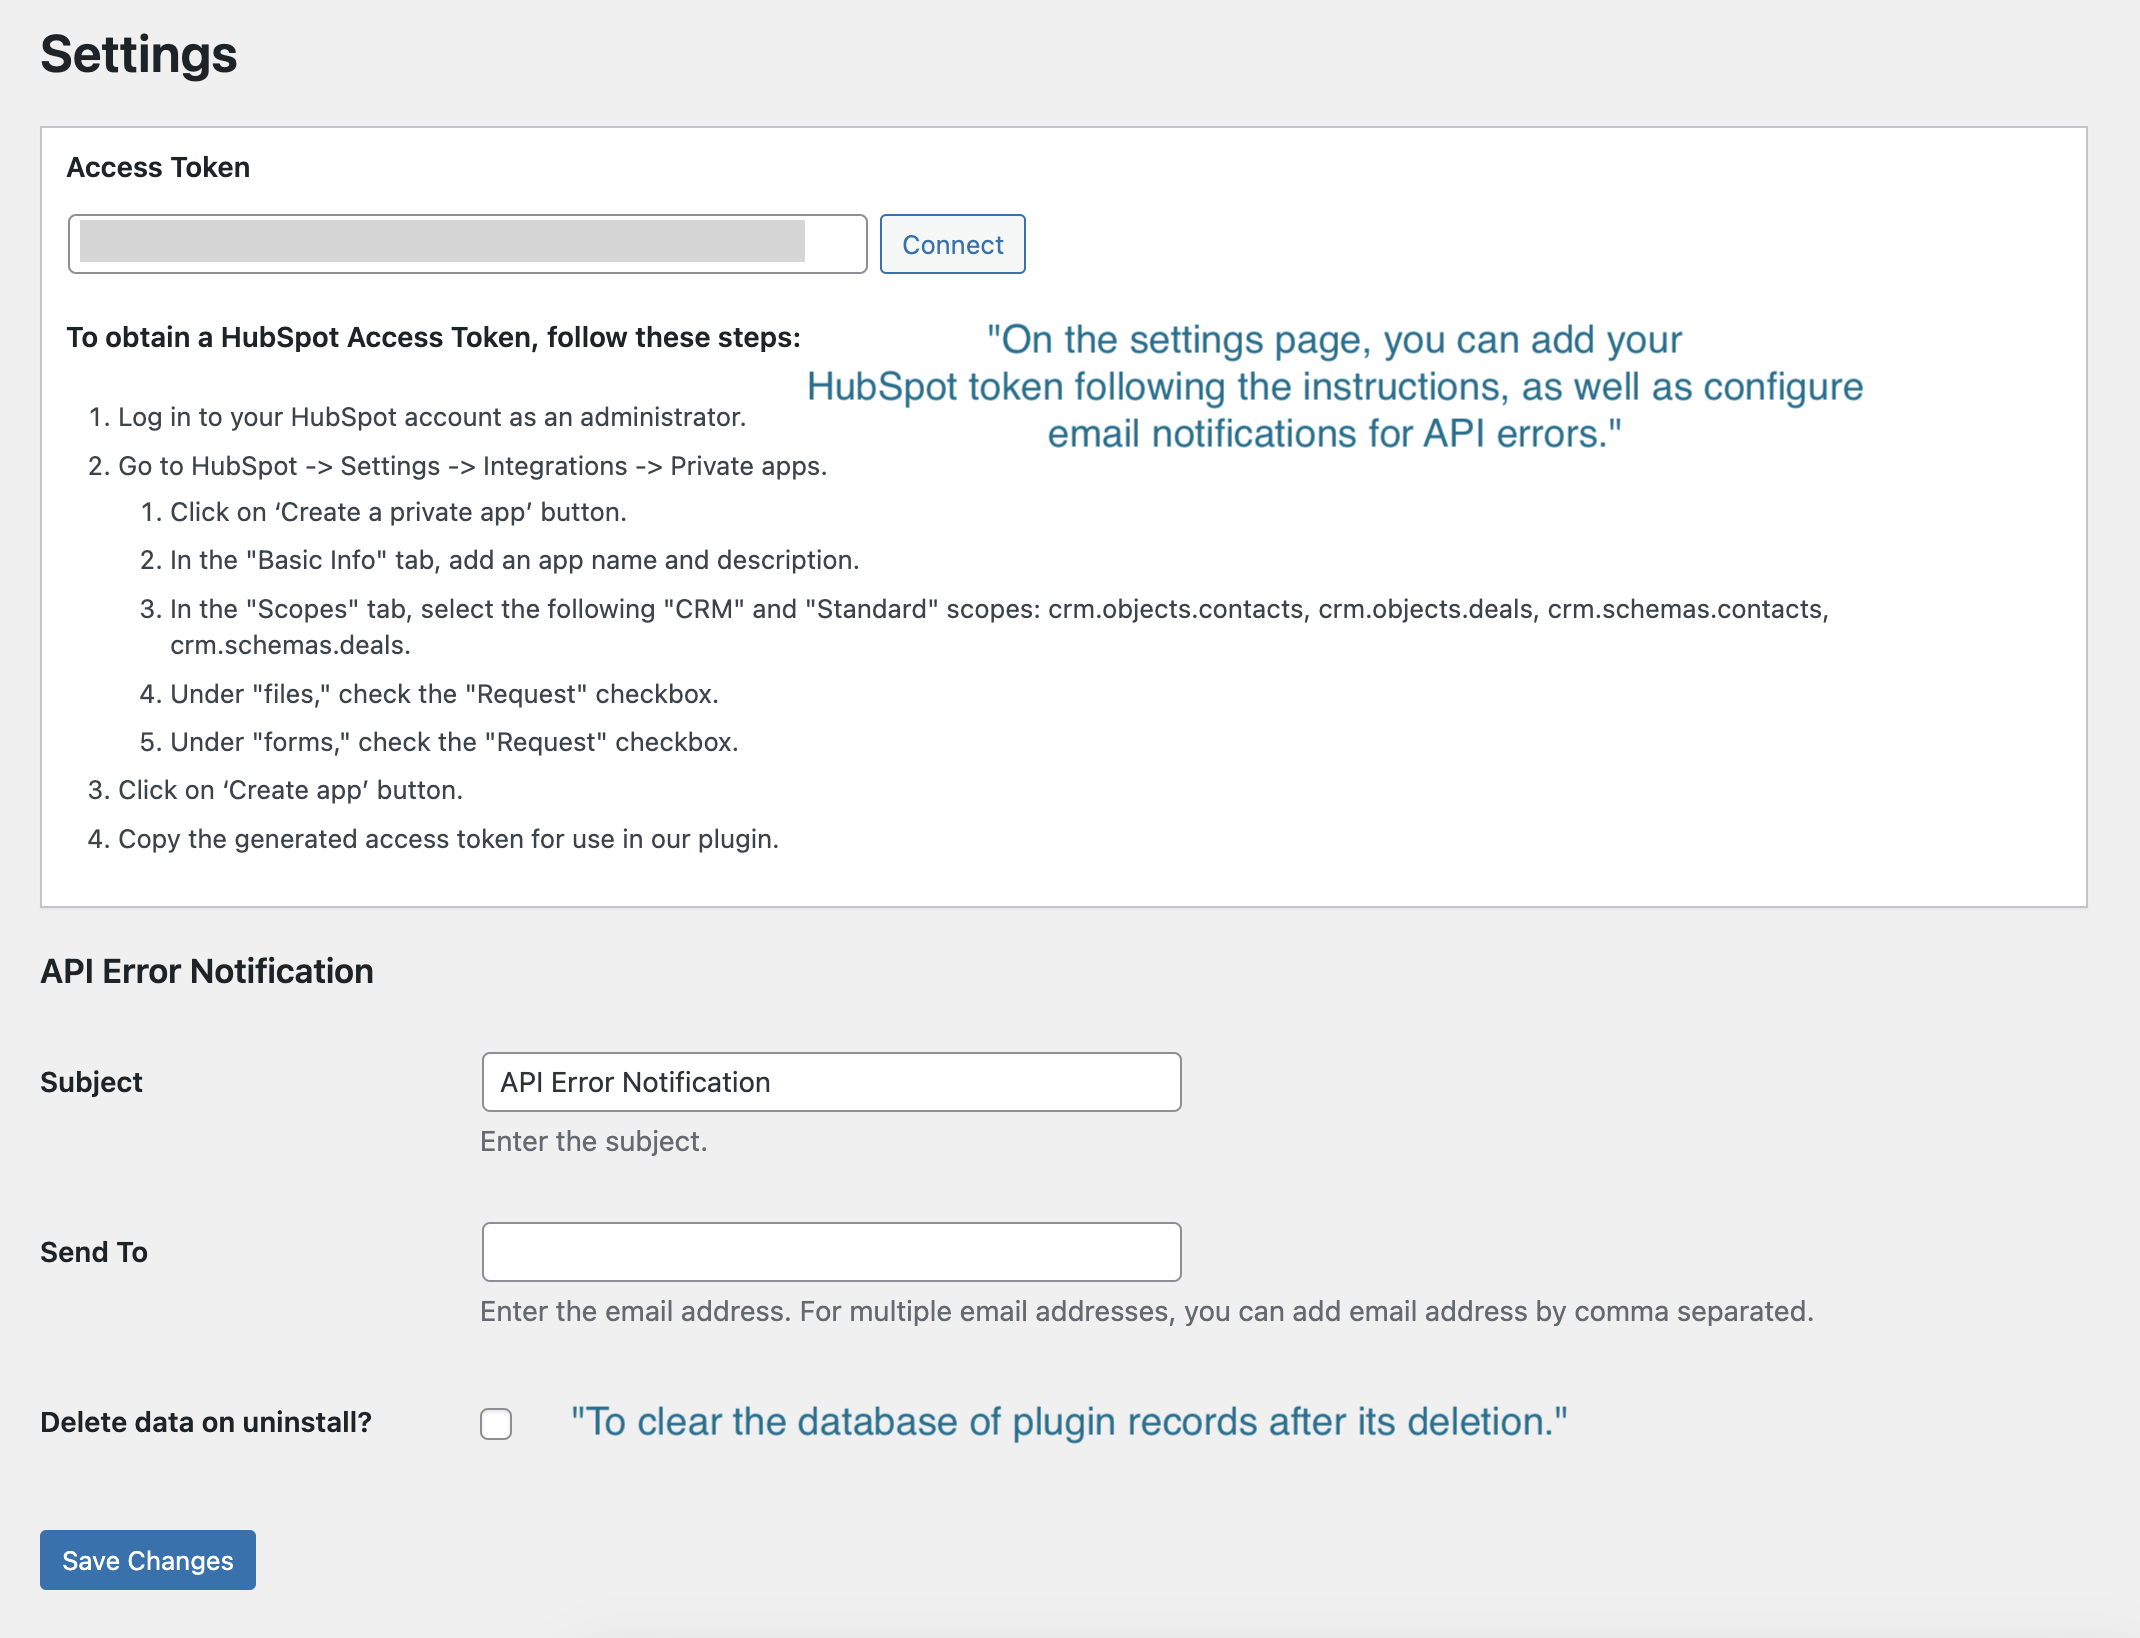 Settings
Access Token
Connect
To obtain a HubSpot Access Token, follow these steps:
"On the settings page, you can add your
HubSpot token following the instructions, as well as configure
email notifications for API errors."
1. Log in to your HubSpot account as an administrator.
2. Go to HubSpot -> Settings -> Integrations -> Private apps.
1. Click on ‘Create a private app’ button.
2. In the "Basic Info" tab, add an app name and description.
3. In the "Scopes" tab, select the following "CRM" and "Standard" scopes: crm.objects.contacts, crm.objects.deals, crm.schemas.contacts,
crm.schemas.deals.
4. Under "files," check the "Request" checkbox.
5. Under "forms," check the "Request" checkbox.
3. Click on ‘Create app’ button.
4. Copy the generated access token for use in our plugin.
API Error Notification
Subject
API Error Notification
Enter the subject.
Send To
Enter the email address. For multiple email addresses, you can add email address by comma separated.
Delete data on uninstall?
"To clear the database of plugin records after its deletion."
Save Changes